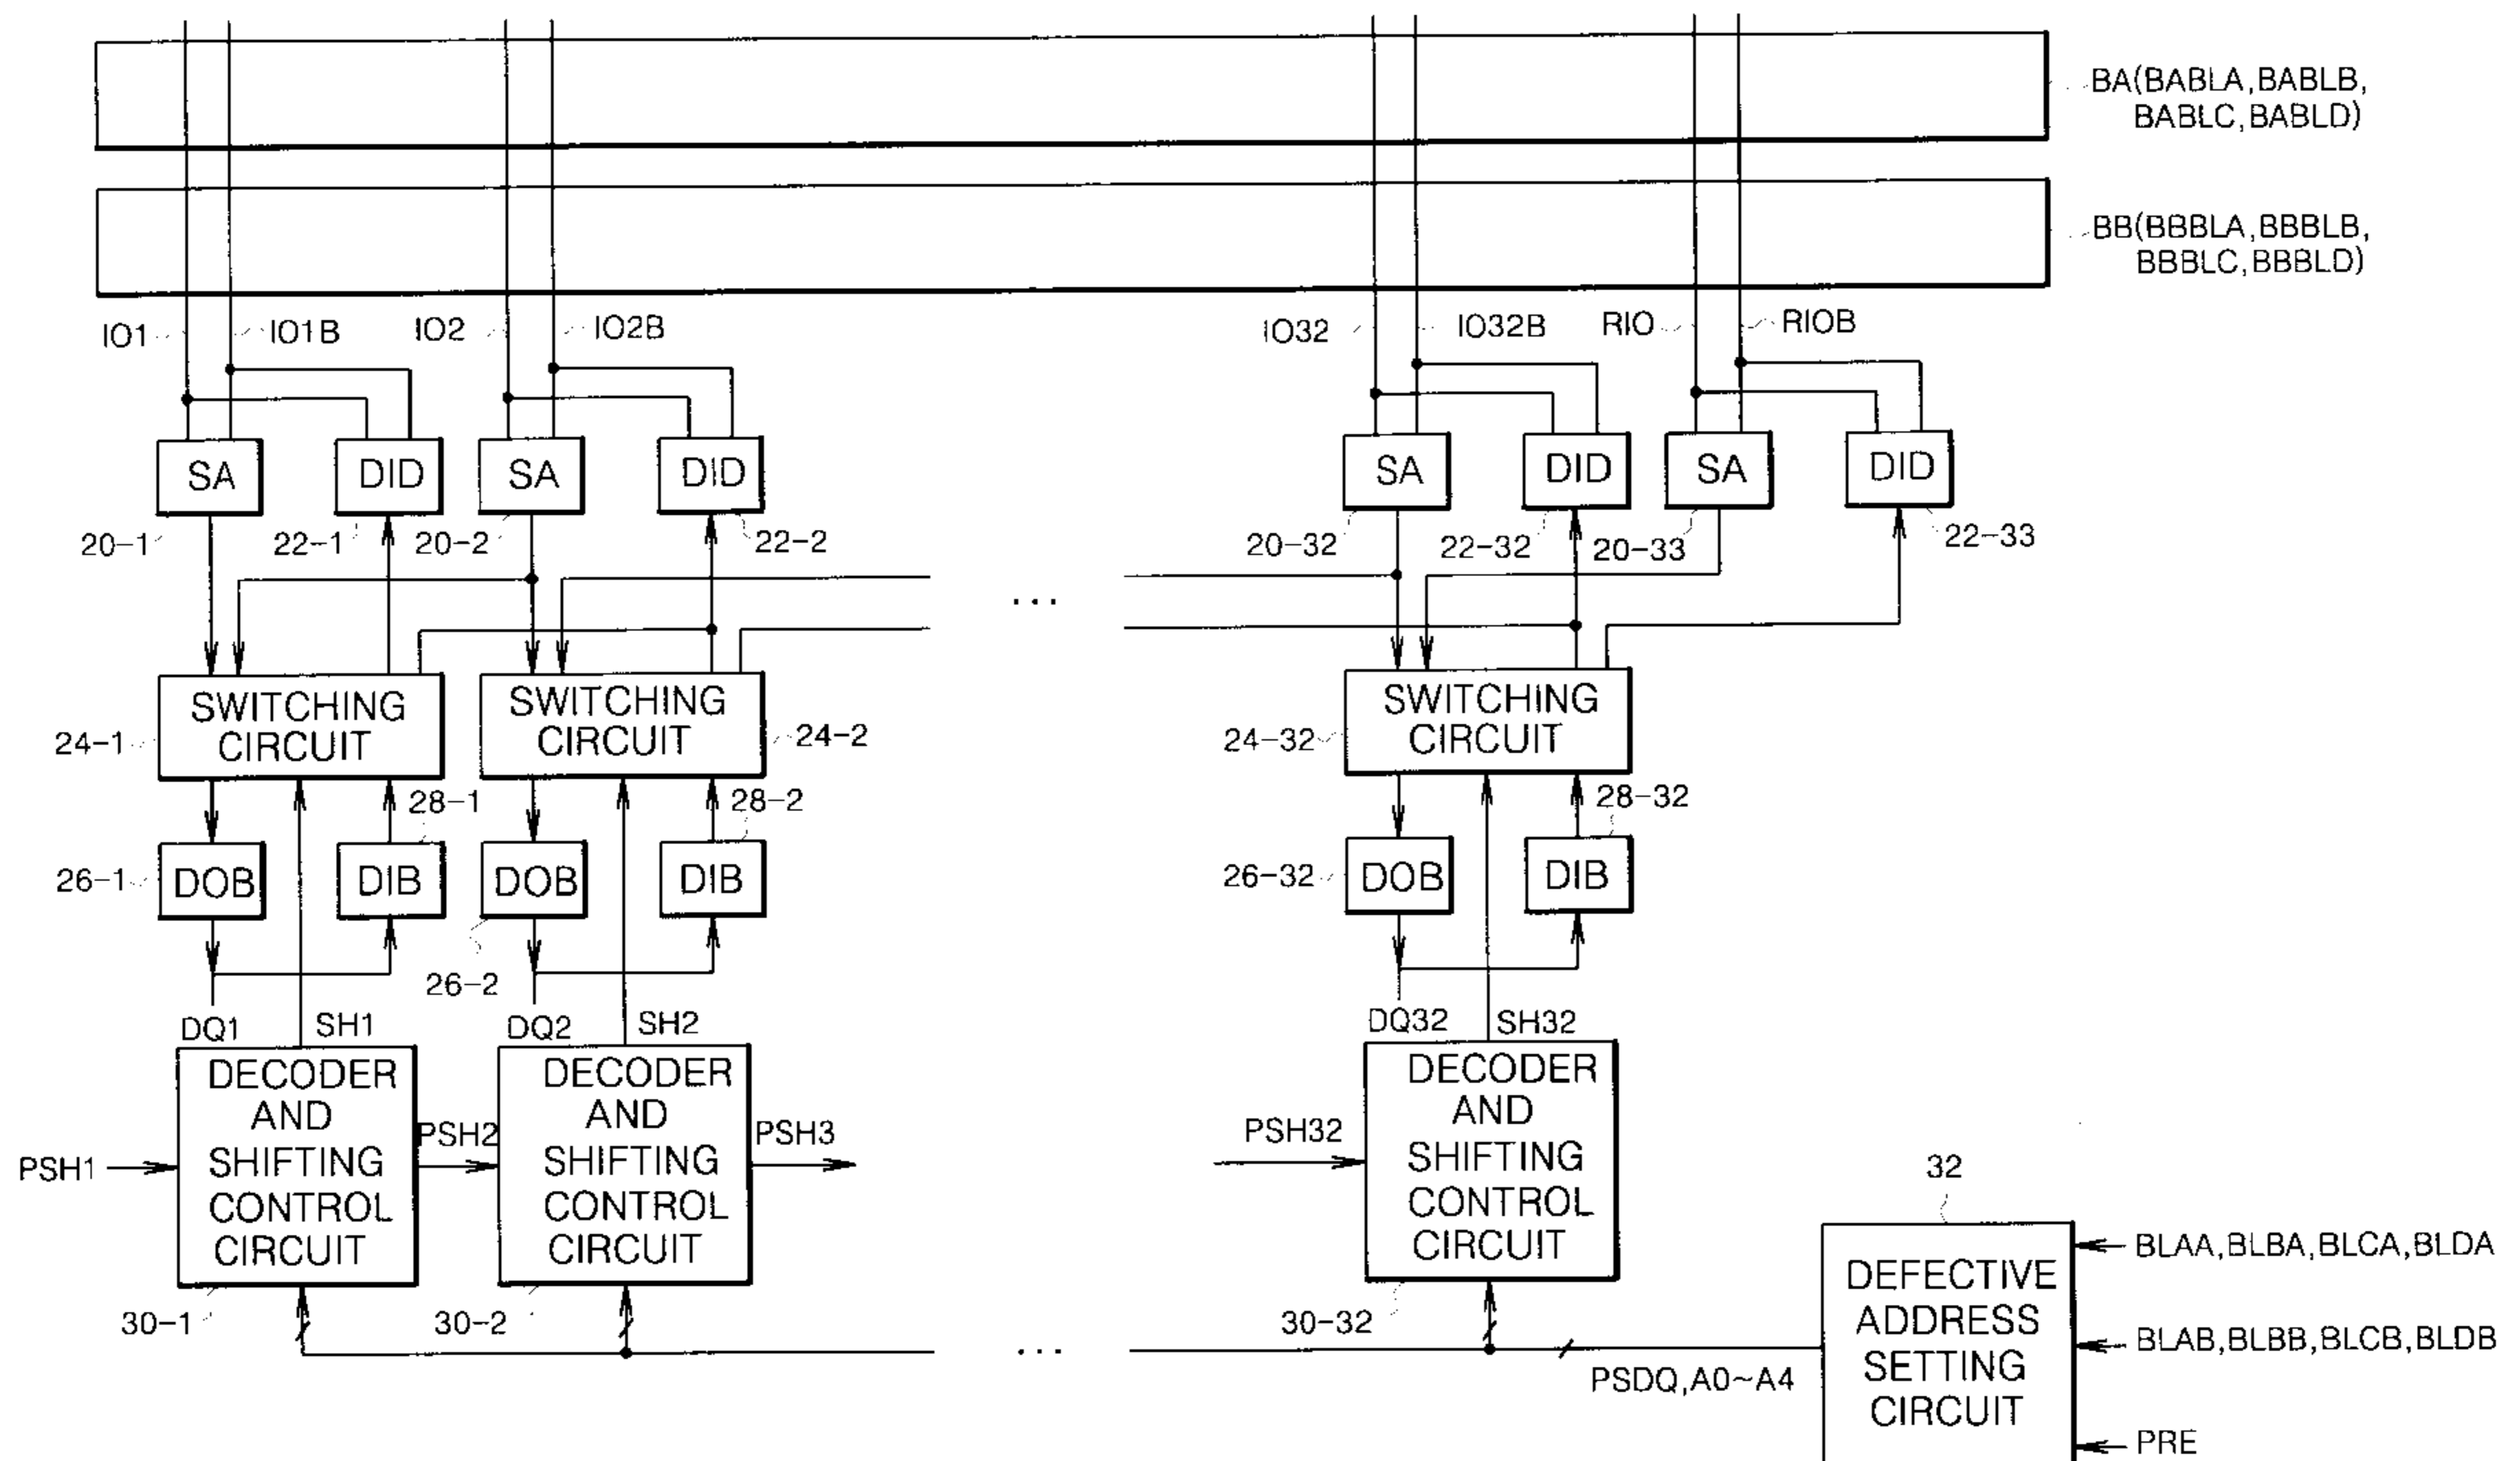 BA(BABLA,BABLB,
BABLC,BABLD)
BB(BBBLA,BBBLB,
BBBLC,BBBLD)
IO1
IO1B
IO2
IO2B
IO32
IO32B
RIO
RIOB
SA
DID
SA
DID
SA
DID
SA
DID
20-1
22-1
20-2
22-2
20-32
22-32
20-33
22-33
...
SWITCHING
CIRCUIT
SWITCHING
CIRCUIT
SWITCHING
CIRCUIT
24-1
24-2
24-32
28-1
28-2
28-32
26-1
DOB
DIB
DOB
DIB
26-32
DOB
DIB
26-2
DQ1
SH1
DQ2
SH2
DQ32
SH32
PSH1
DECODER
AND
SHIFTING
CONTROL
CIRCUIT
PSH2
DECODER
AND
SHIFTING
CONTROL
CIRCUIT
PSH3
PSH32
DECODER
AND
SHIFTING
CONTROL
CIRCUIT
30-1
30-2
30-32
...
PSDQ,A0~A4
32
DEFECTIVE
ADDRESS
SETTING
CIRCUIT
BLAA,BLBA,BLCA,BLDA
BLAB,BLBB,BLCB,BLDB
PRE